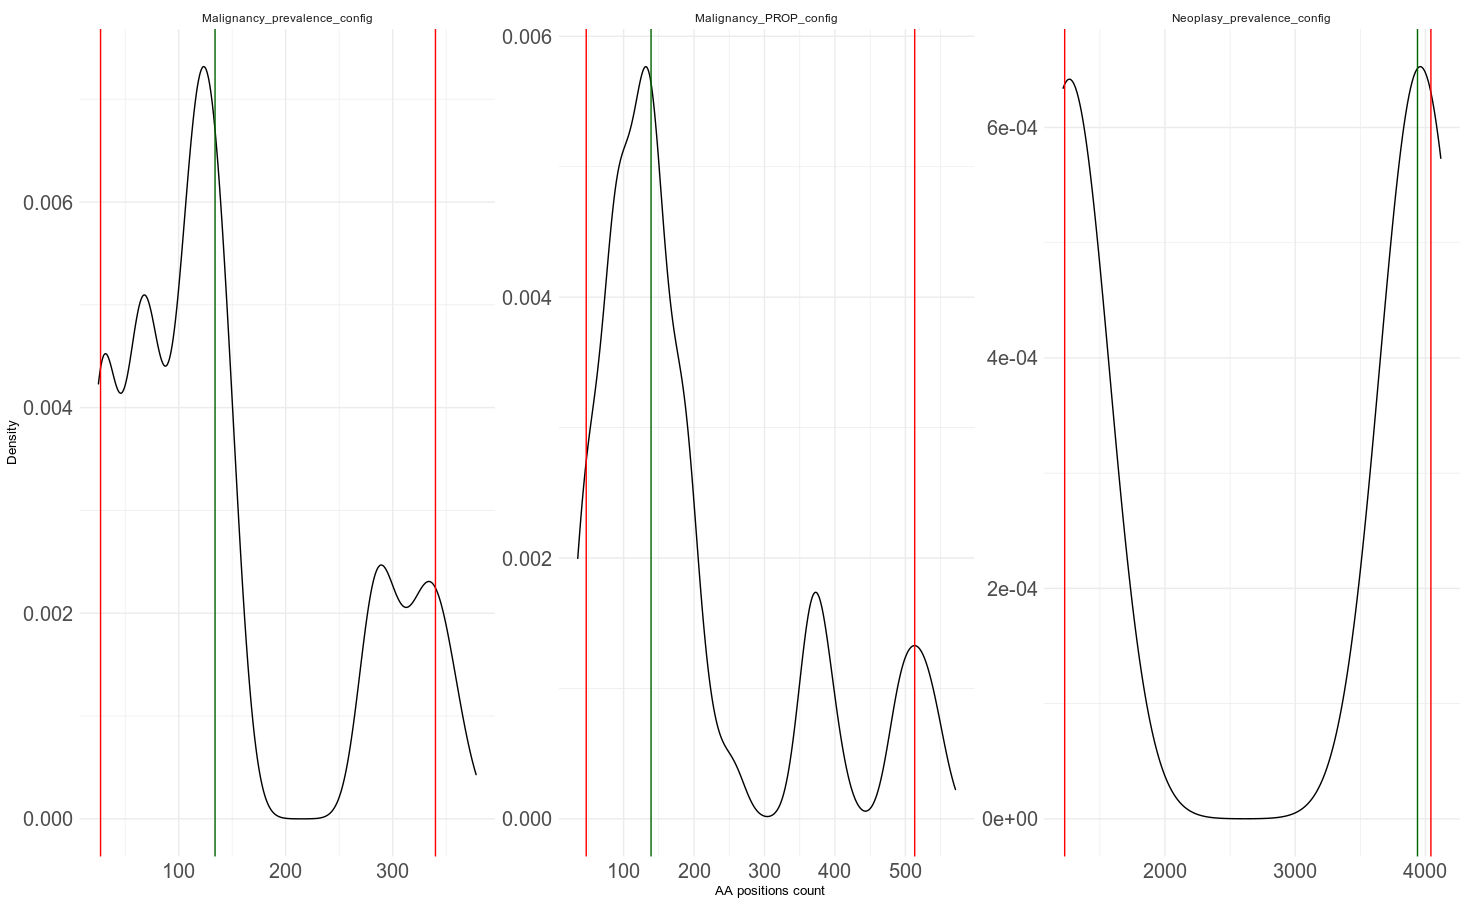 Malignancy_prevalence_config
Malignancy_PROP_config
Neoplasy_prevalence_config
Density
0.006
0.004
0.002
0.000
100 200 300
0.006
0.004
0.002
0.000
100 200 300 400 500
6e-04
4e-04
2e-04
0e+00
2000 3000 4000
AA positions count